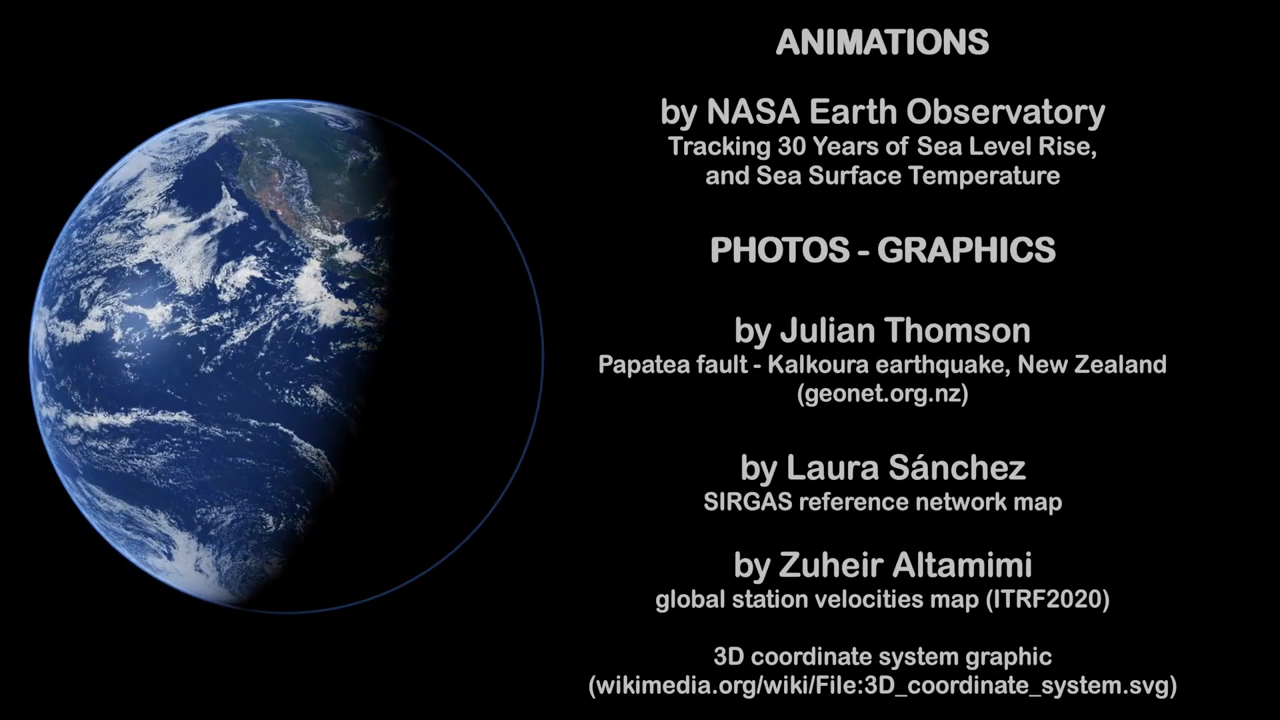 ANIMATIONS
by NASA Earth Observatory
Tracking 30 Years of Sea Level Rise,
and Sea Surface Temperature
PHOTOS - GRAPHICS
by Julian Thomson
Papatea fault - Kalkoura earthquake, New Zealand
(geonet.org.nz)
by Laura Sánchez
SIRGAS reference network map
by Zuheir Altamimi
global station velocities map (ITRF2020)
3D coordinate system graphic
(wikimedia.org/wiki/File:3D_coordinate_system.svg)